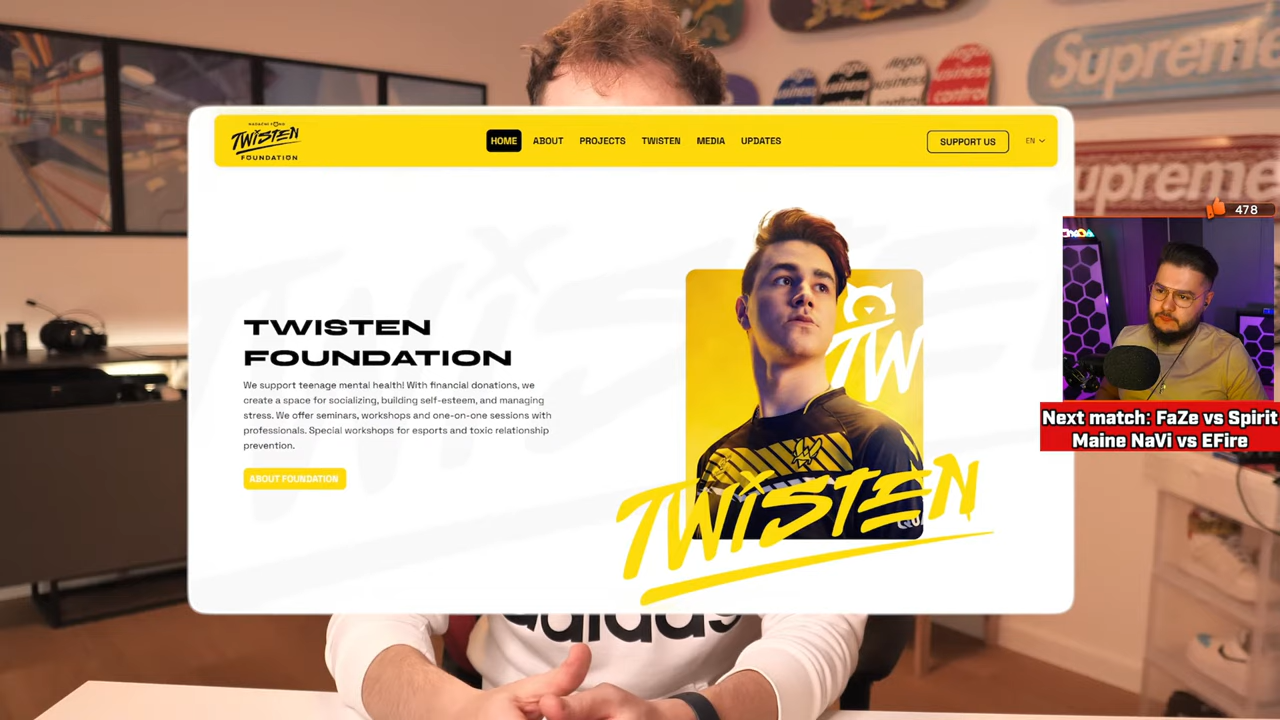 Supreme
Supreme
TWISTEN
FOUNDATION
HOME
ABOUT
PROJECTS
TWISTEN
MEDIA
UPDATES
SUPPORT US
EN
478
TWISTEN
FOUNDATION
We support teenage mental health! With financial donations, we
create a space for socializing, building self-esteem, and managing
stress. We offer seminars, workshops and one-on-one sessions with
professionals. Special workshops for esports and toxic relationship
prevention.
ABOUT FOUNDATION
TW
TWISTEN
Next match: FaZe vs Spirit
Maine NaVi vs EFire
adidas